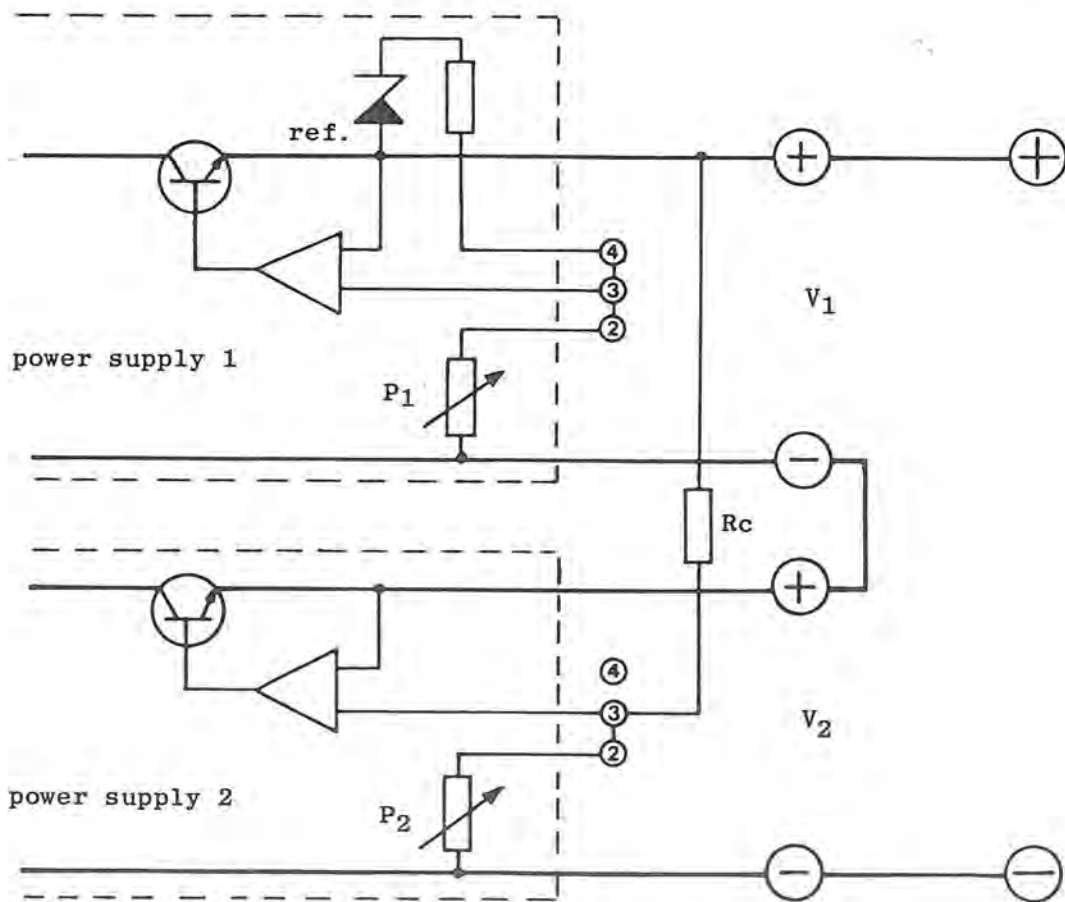 ref.
+
+
4
3
V1
2
power supply 1
P1
−
Rc
+
4
3
V2
2
power supply 2
P2
−
−